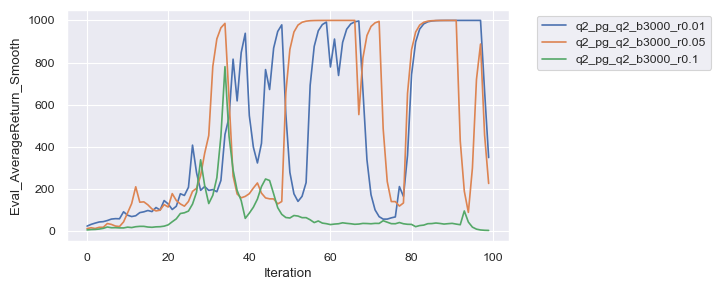 1000
800
600
400
200
0
Eval_AverageReturn_Smooth
0 20 40 60 80 100
Iteration
q2_pg_q2_b3000_r0.01
q2_pg_q2_b3000_r0.05
q2_pg_q2_b3000_r0.1